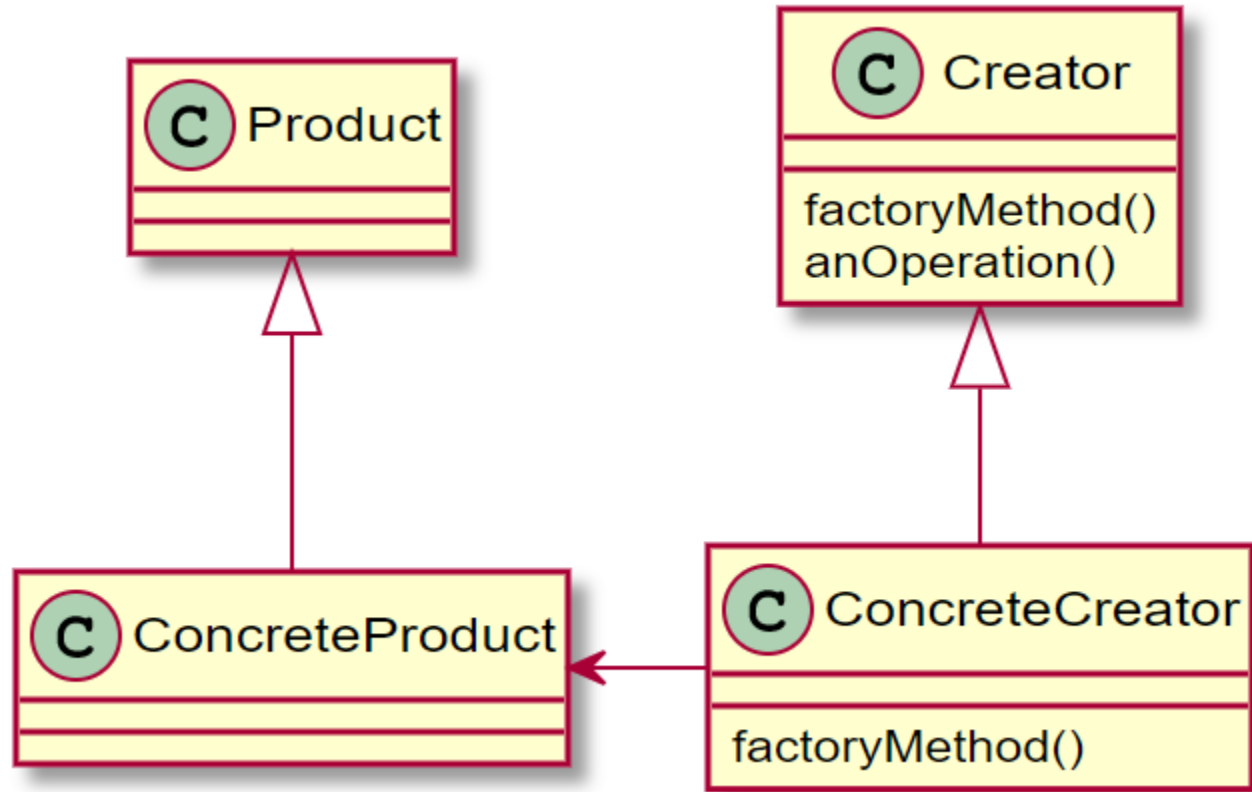 C Product
C Creator
factoryMethod()
anOperation()
C ConcreteProduct
C ConcreteCreator
factoryMethod()